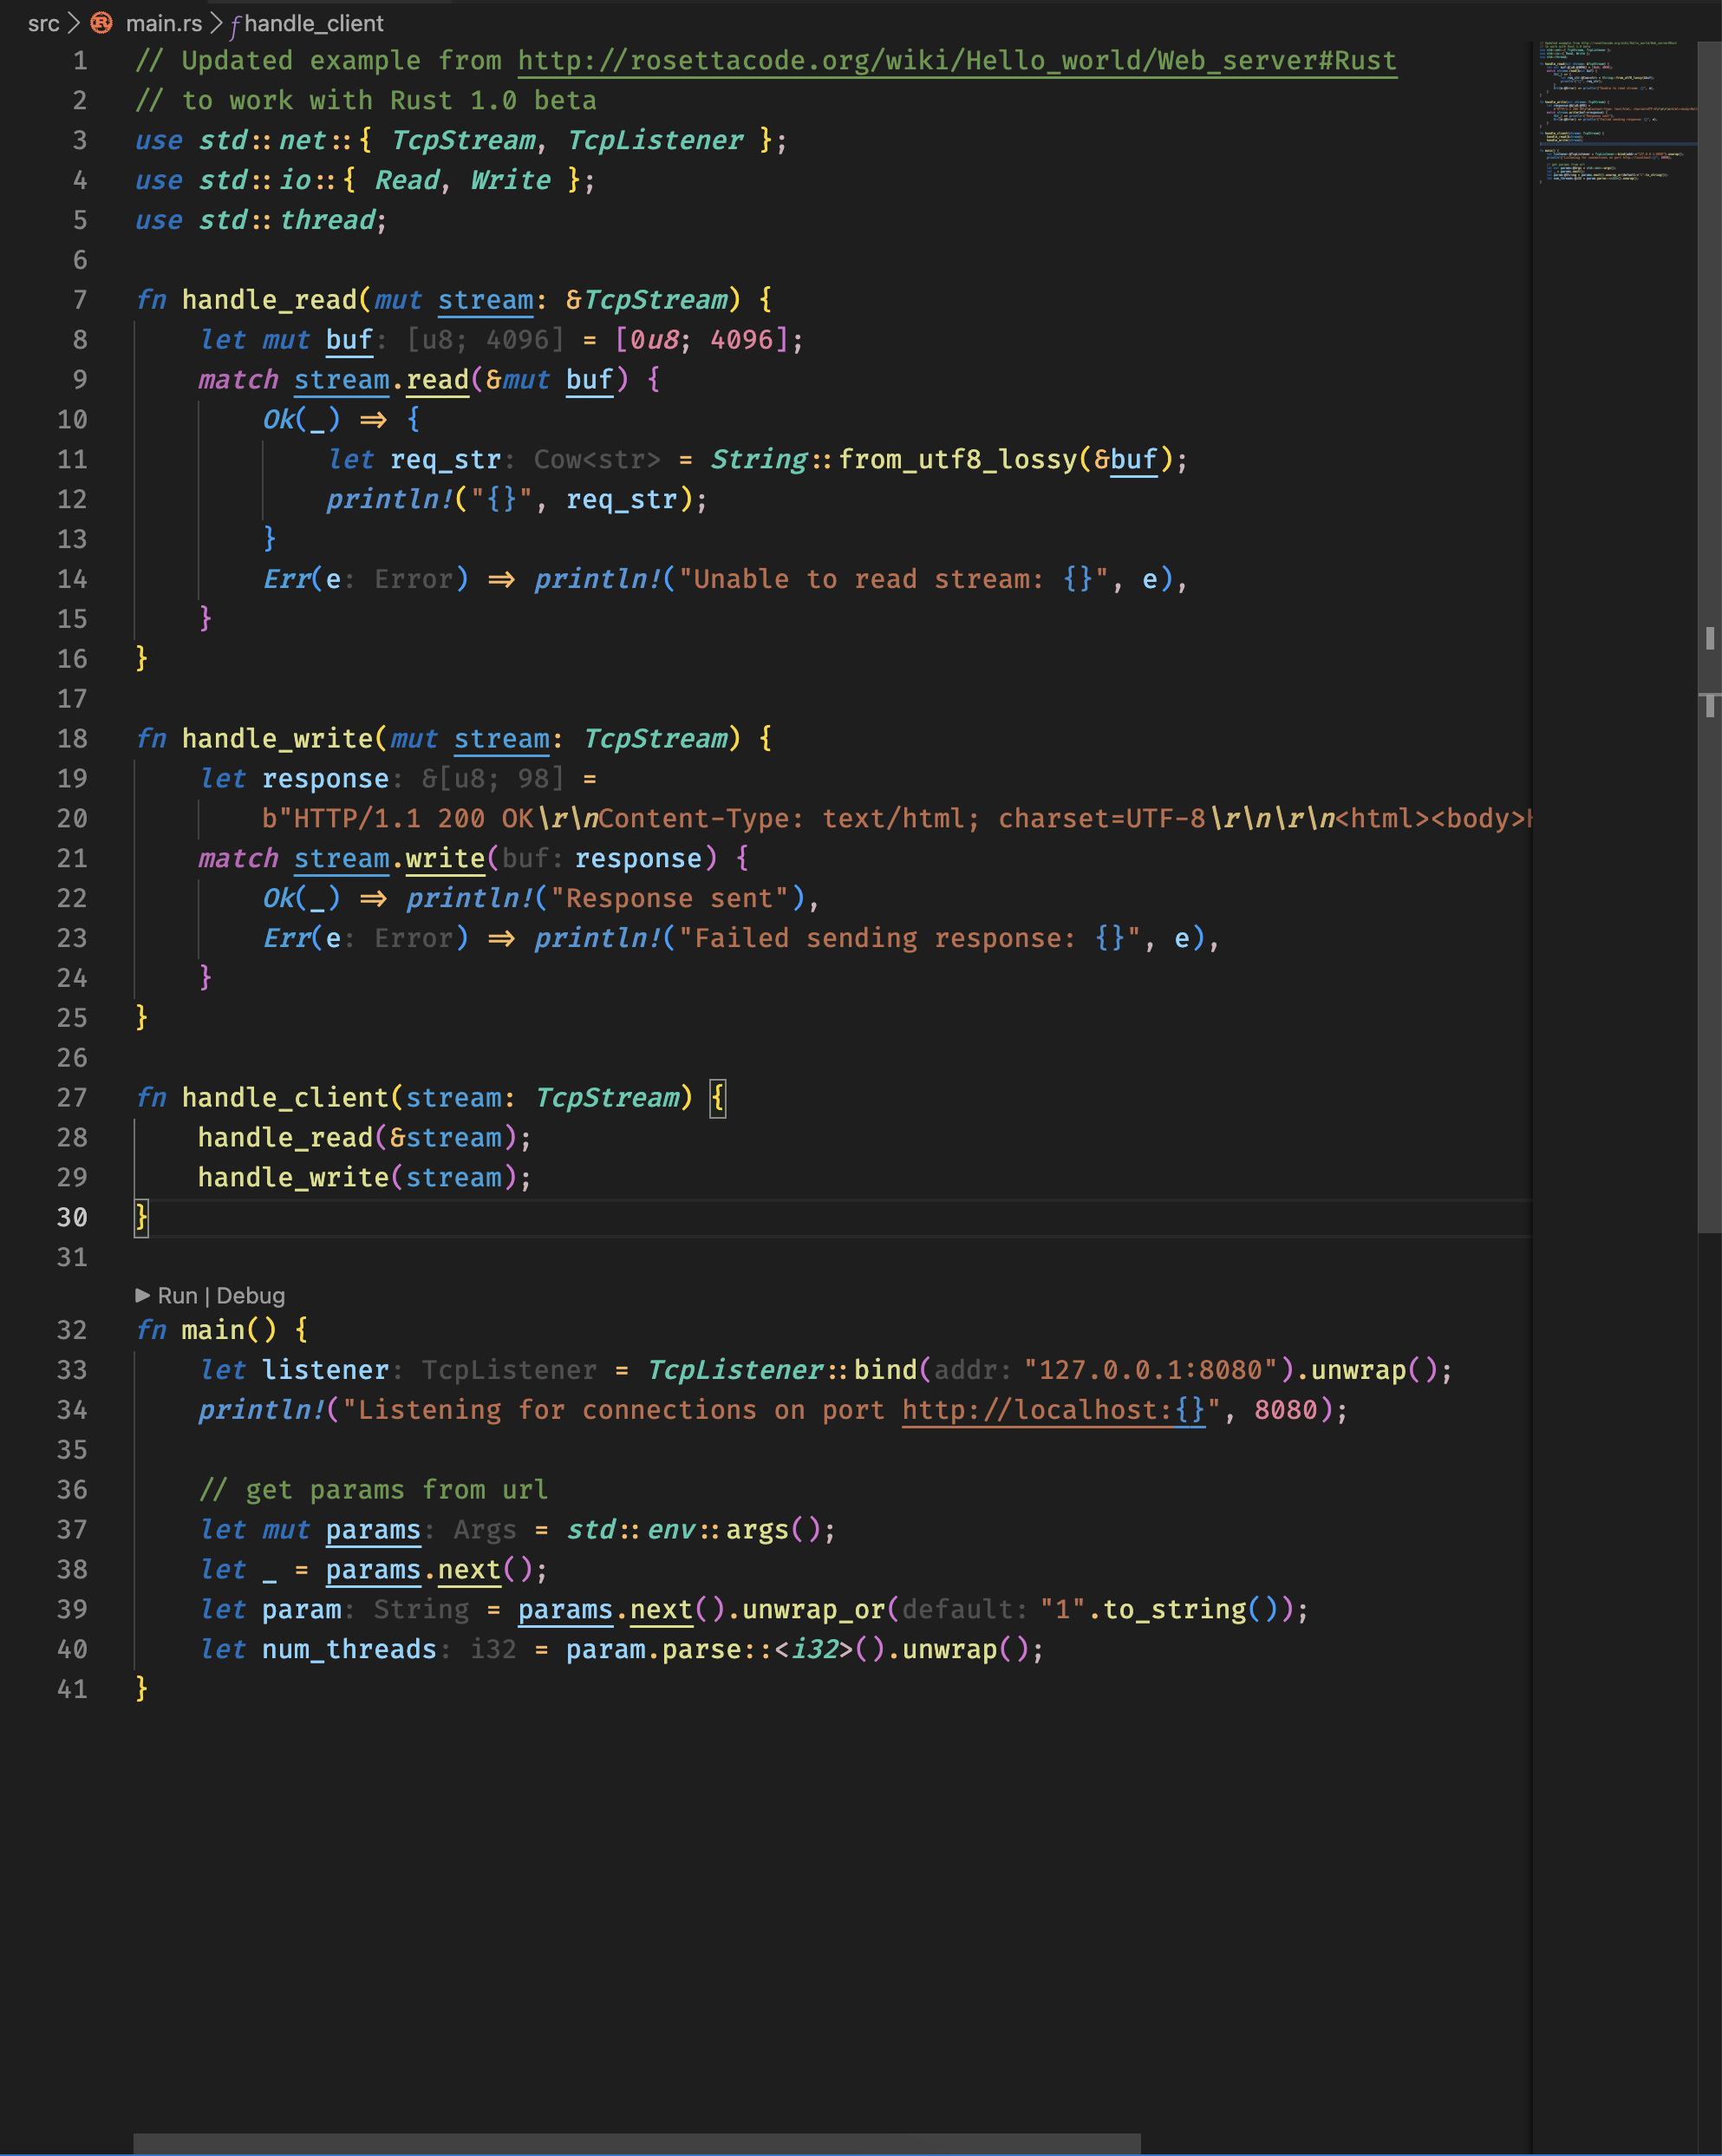 src > main.rs > handle_client
1 // Updated example from http://rosettacode.org/wiki/Hello_world/Web_server#Rust
2 // to work with Rust 1.0 beta
3 use std::net::{ TcpStream, TcpListener };
4 use std::io::{ Read, Write };
5 use std::thread;
6
7 fn handle_read(mut stream: &TcpStream) {
8     let mut buf: [u8; 4096] = [0u8; 4096];
9     match stream.read(&mut buf) {
10         Ok(_) => {
11             let req_str: Cow<str> = String::from_utf8_lossy(&buf);
12             println!("{}", req_str);
13         }
14         Err(e: Error) => println!("Unable to read stream: {}", e),
15     }
16 }
17
18 fn handle_write(mut stream: TcpStream) {
19     let response: &[u8; 98] =
20         b"HTTP/1.1 200 OK\r\nContent-Type: text/html; charset=UTF-8\r\n\r\n<html><body>
21     match stream.write(buf: response) {
22         Ok(_) => println!("Response sent"),
23         Err(e: Error) => println!("Failed sending response: {}", e),
24     }
25 }
26
27 fn handle_client(stream: TcpStream) {
28     handle_read(&stream);
29     handle_write(stream);
30 }
31
▶ Run | Debug
32 fn main() {
33     let listener: TcpListener = TcpListener::bind(addr: "127.0.0.1:8080").unwrap();
34     println!("Listening for connections on port http://localhost:{}", 8080);
35
36     // get params from url
37     let mut params: Args = std::env::args();
38     let _ = params.next();
39     let param: String = params.next().unwrap_or(default: "1".to_string());
40     let num_threads: i32 = param.parse::<i32>().unwrap();
41 }